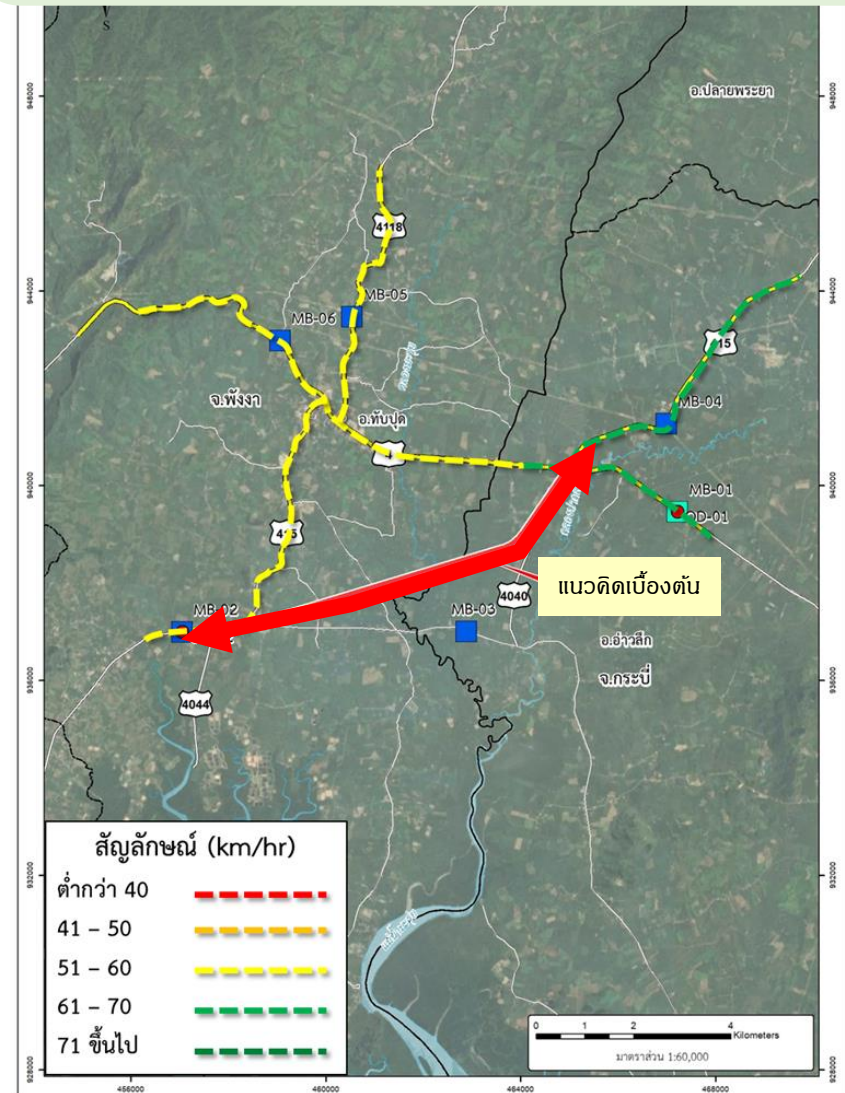 S
948000
948000
อ.ปลายพระยา
4118
944000
944000
MB-05
MB-06
จ.พังงา
อ.ทับปุด
415
MB-04
4
940000
940000
MB-01
OD-01
แนวคิดเบื้องต้น
MB-02
MB-03
4040
อ.อ่าวลึก
จ.กระบี่
936000
936000
4044
สัญลักษณ์ (km/hr)
ต่ำกว่า 40
41 – 50
51 – 60
61 – 70
71 ขึ้นไป
932000
932000
0 1 2 4
Kilometers
มาตราส่วน 1:60,000
928000
928000
456000
460000
464000
468000